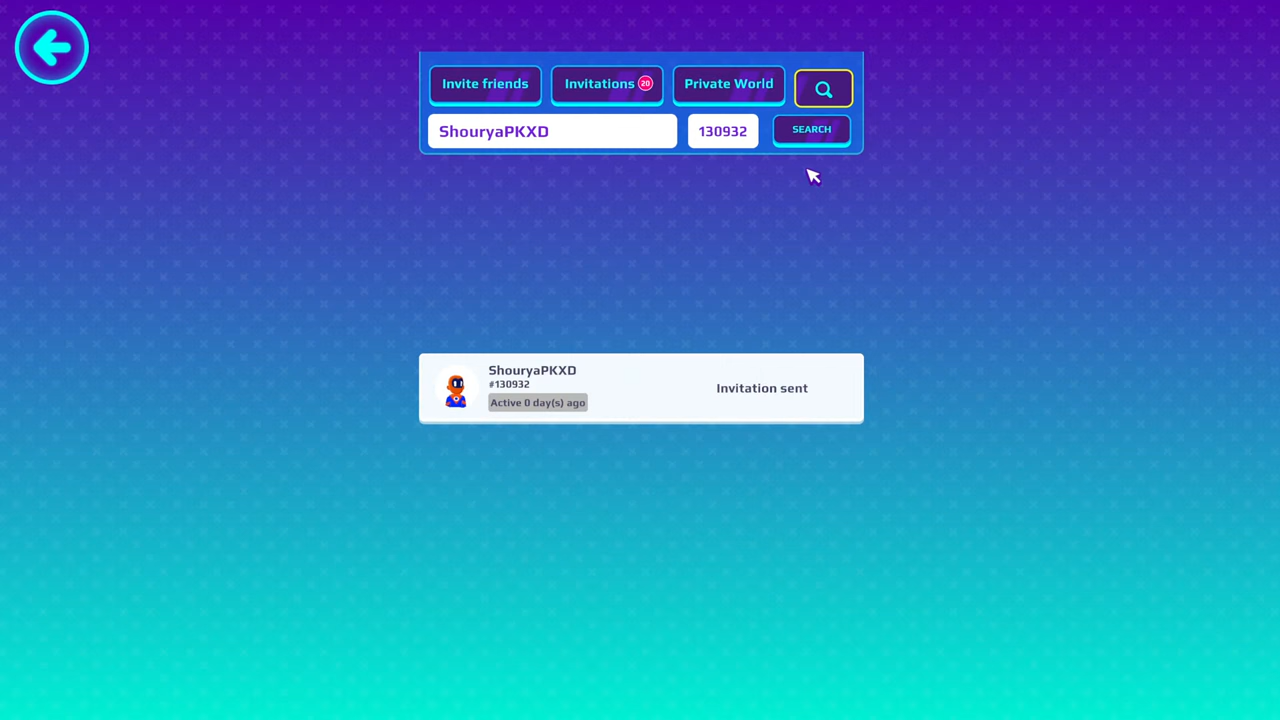 Invite friends
Invitations 20
Private World
ShouryaPKXD
130932
SEARCH
ShouryaPKXD
#130932
Active 0 day(s) ago
Invitation sent